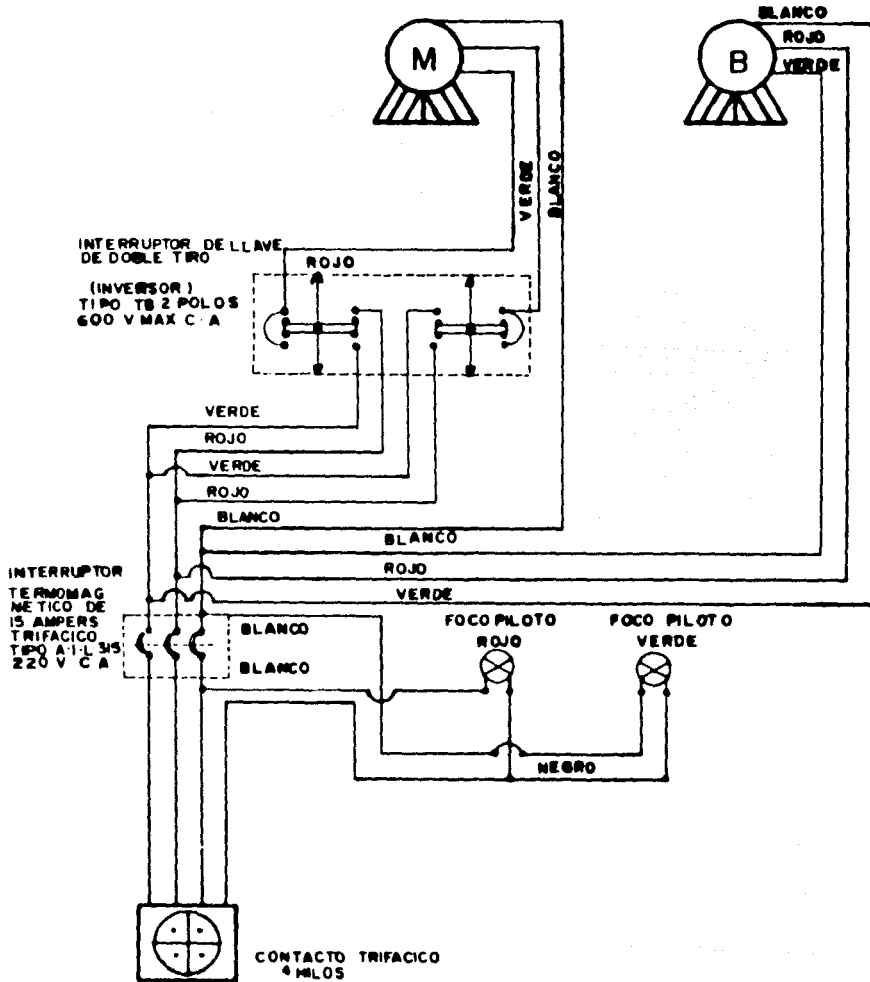 M
B
BLANCO
ROJO
VERDE
VERDE
BLANCO
INTERRUPTOR DE LLAVE
DE DOBLE TIRO
(INVERSOR)
TIPO TB 2 POLOS
600 V MAX C·A
ROJO
VERDE
ROJO
VERDE
ROJO
BLANCO
BLANCO
ROJO
VERDE
INTERRUPTOR
TERMOMAG
NETICO DE
15 AMPERS
TRIFACICO
TIPO A·I·L 315
220 V C A
BLANCO
BLANCO
FOCO PILOTO
ROJO
FOCO PILOTO
VERDE
NEGRO
CONTACTO TRIFACICO
4 HILOS